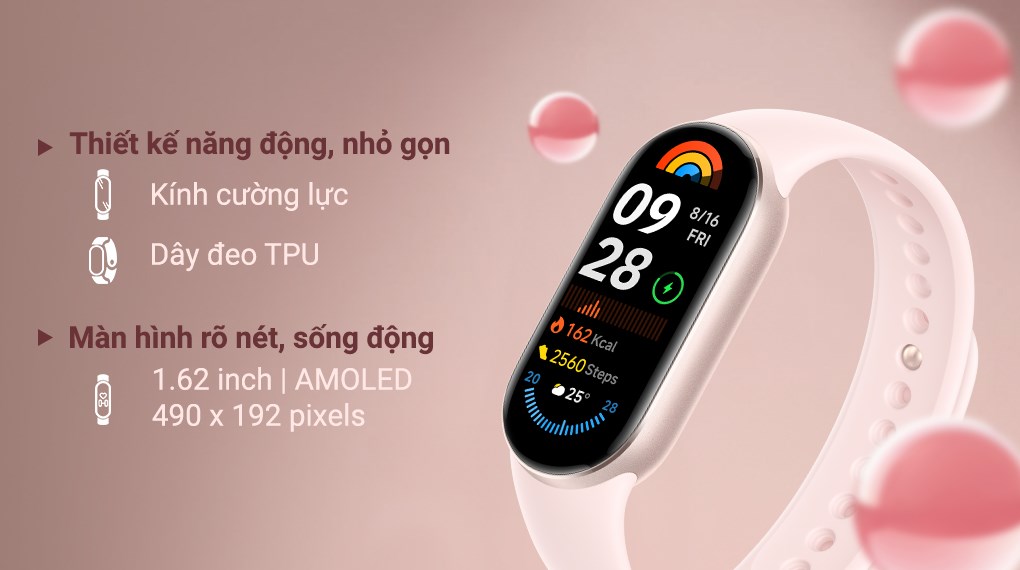 Thiết kế năng động, nhỏ gọn
Kính cường lực
Dây đeo TPU
Màn hình rõ nét, sống động
1.62 inch | AMOLED
490 x 192 pixels
09
8/16
FRI
28
162 Kcal
2560 Steps
25°
20
28